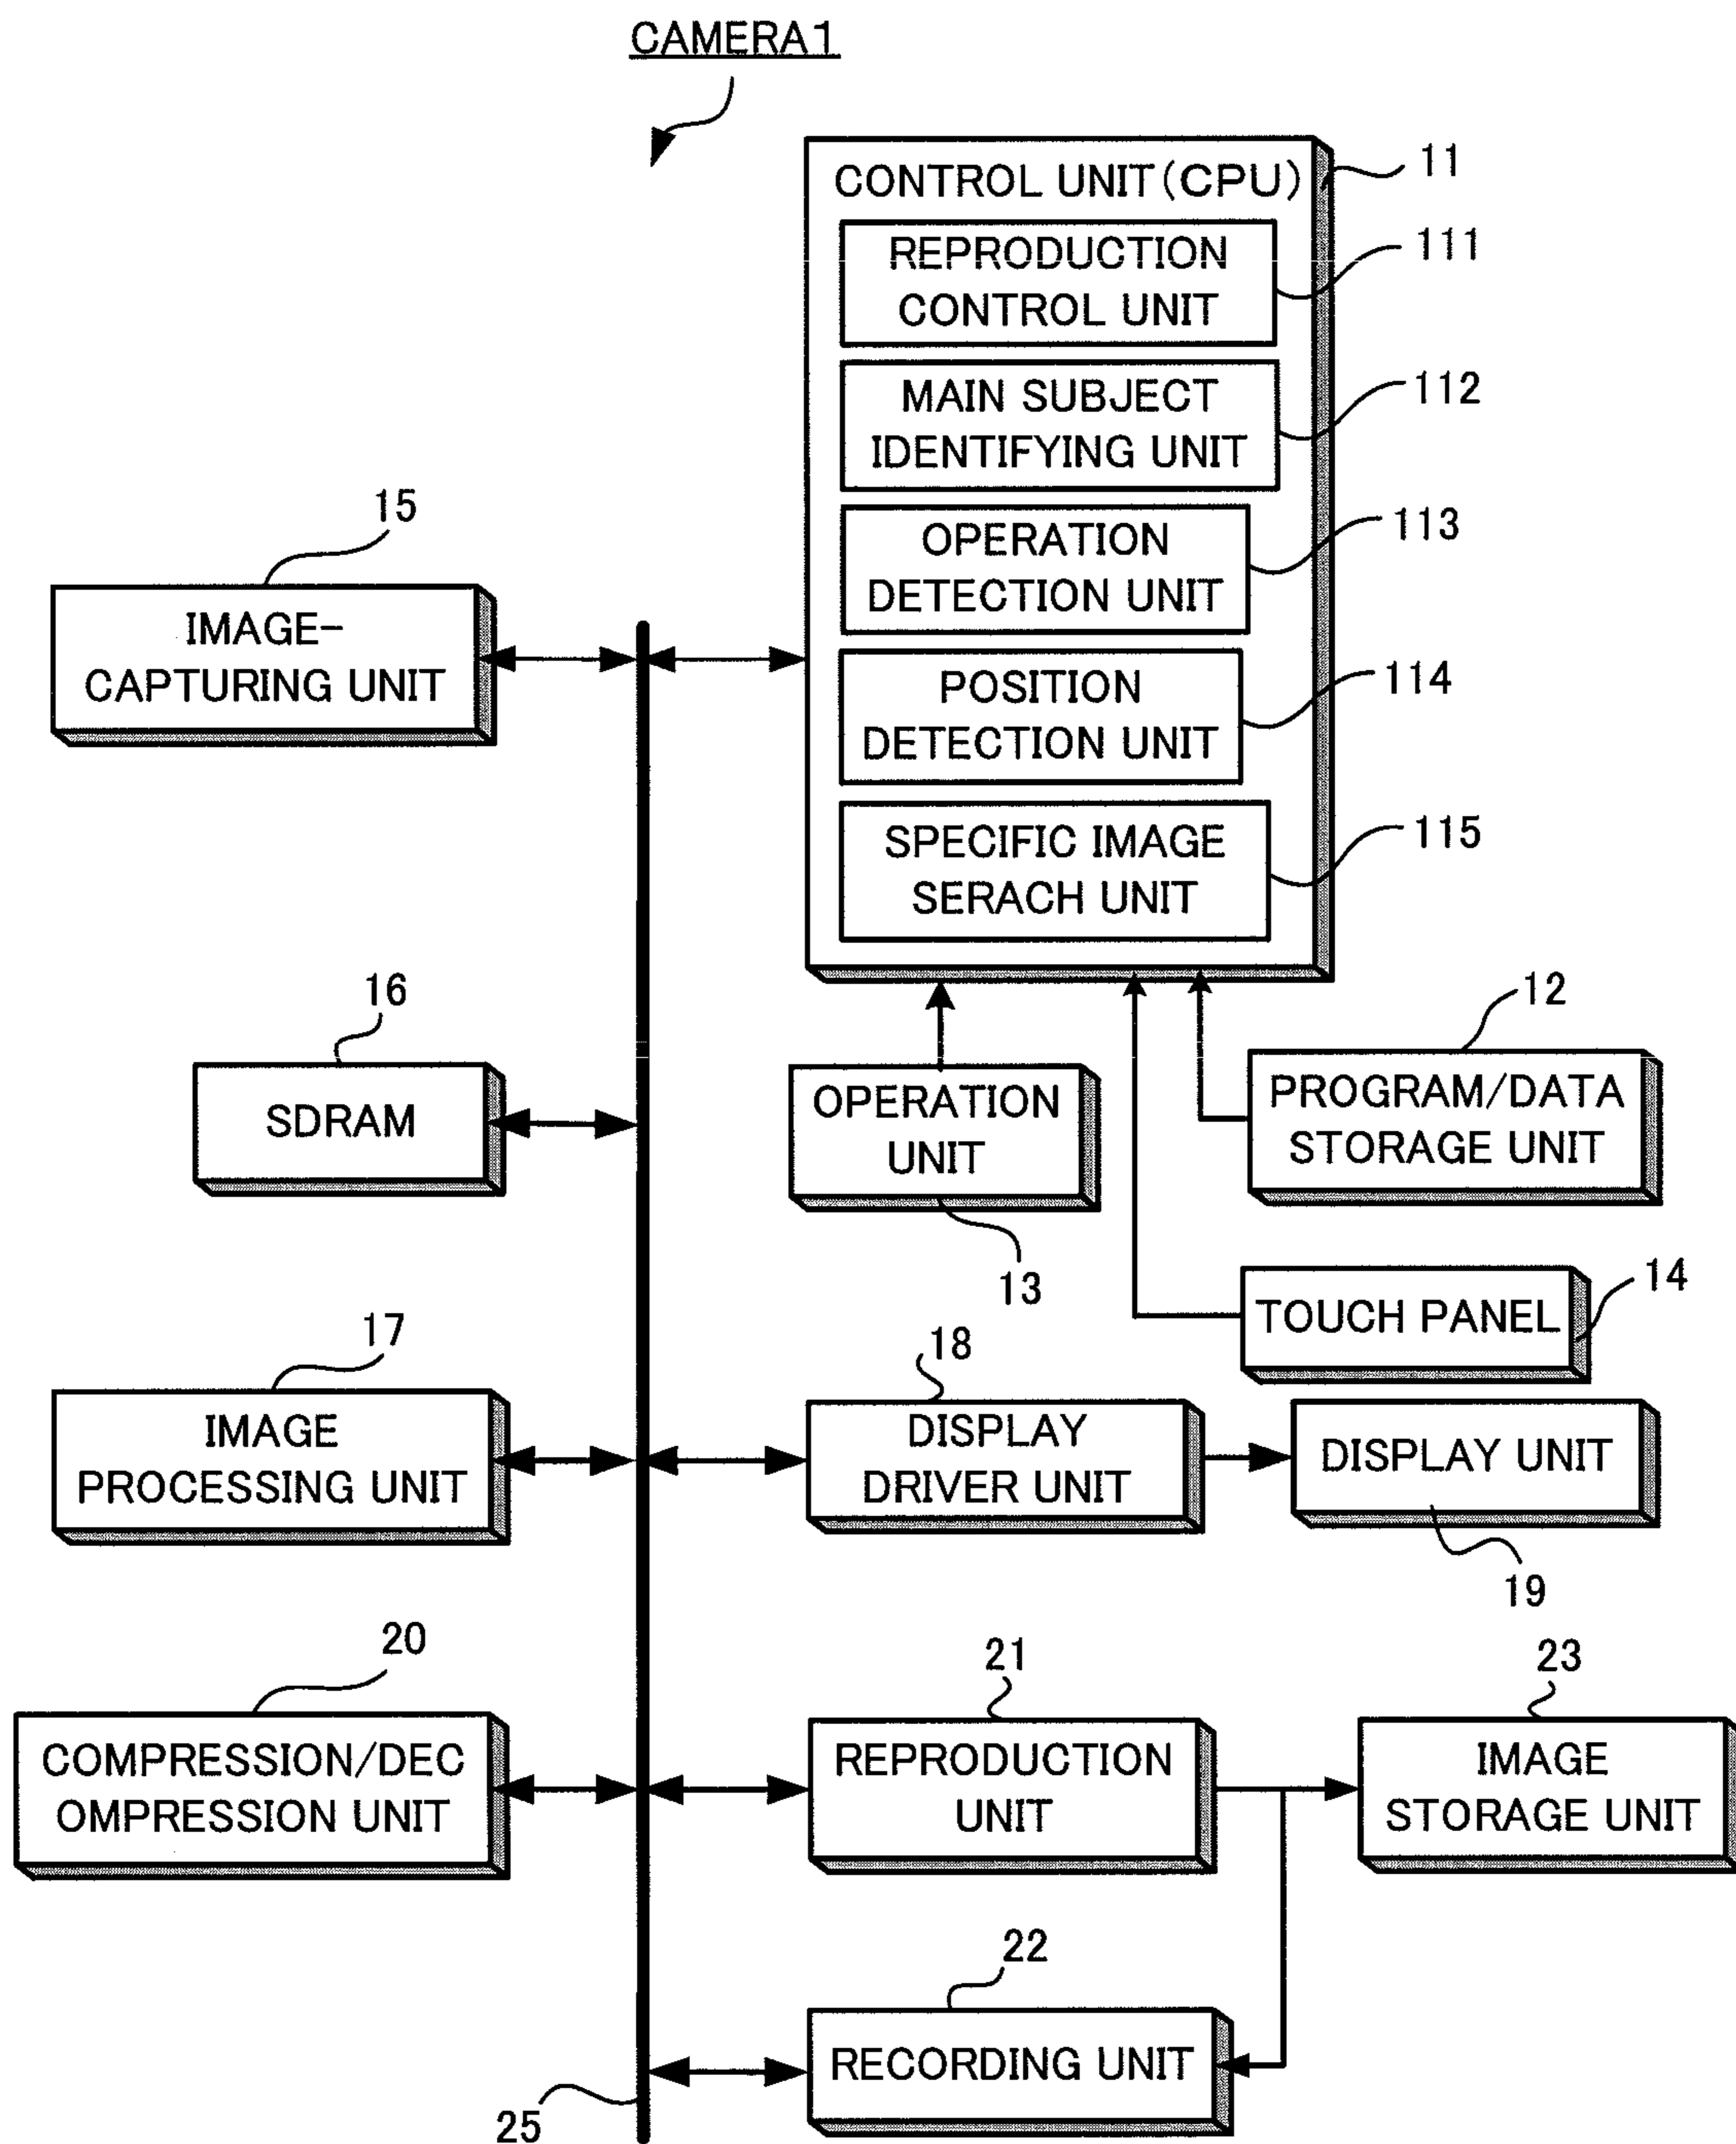 CAMERA1
CONTROL UNIT(CPU)
11
REPRODUCTION
CONTROL UNIT
111
MAIN SUBJECT
IDENTIFYING UNIT
112
OPERATION
DETECTION UNIT
113
POSITION
DETECTION UNIT
114
SPECIFIC IMAGE
SERACH UNIT
115
15
IMAGE-
CAPTURING UNIT
16
SDRAM
OPERATION
UNIT
13
12
PROGRAM/DATA
STORAGE UNIT
14
TOUCH PANEL
17
IMAGE
PROCESSING UNIT
18
DISPLAY
DRIVER UNIT
DISPLAY UNIT
19
20
COMPRESSION/DEC
OMPRESSION UNIT
21
REPRODUCTION
UNIT
23
IMAGE
STORAGE UNIT
22
RECORDING UNIT
25